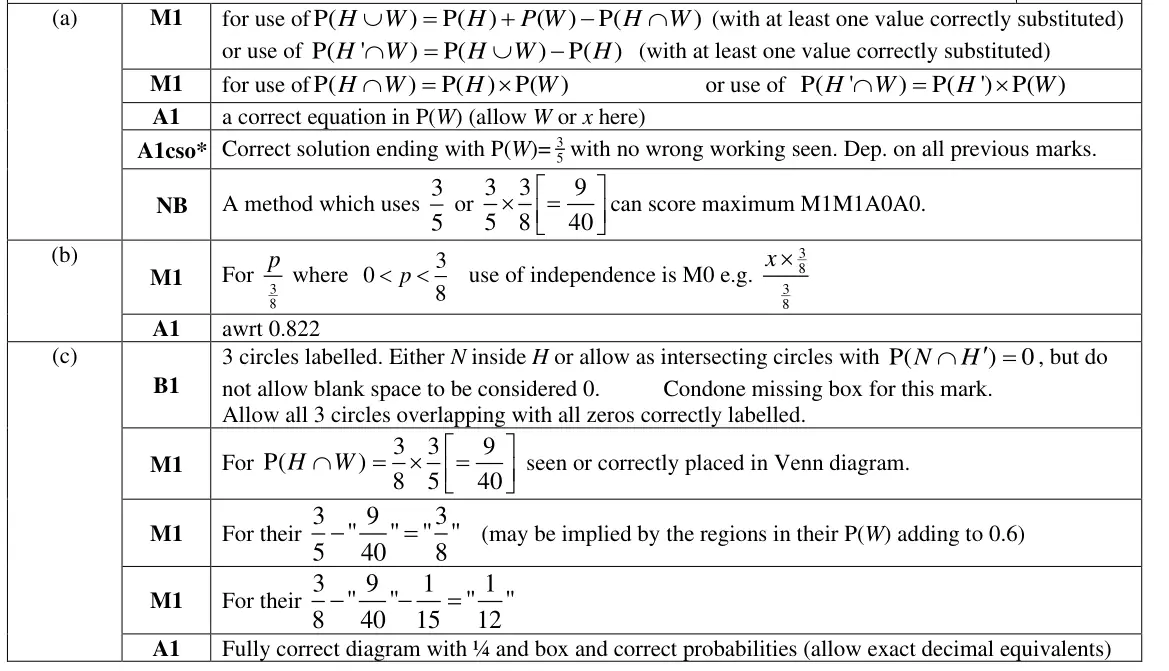 (a) M1 for use of P(H ∪ W) = P(H) + P(W) − P(H ∩ W) (with at least one value correctly substituted)
or use of P(H '∩ W) = P(H ∪ W) − P(H) (with at least one value correctly substituted)
M1 for use of P(H ∩ W) = P(H) × P(W) or use of P(H '∩ W) = P(H ') × P(W)
A1 a correct equation in P(W) (allow W or x here)
A1cso* Correct solution ending with P(W)= 3/5 with no wrong working seen. Dep. on all previous marks.
NB A method which uses 3/5 or 3/5 × 3/8 [= 9/40] can score maximum M1M1A0A0.
(b) M1 For p/(3/8) where 0 < p < 3/8 use of independence is M0 e.g. (x × 3/8)/(3/8)
A1 awrt 0.822
(c) B1 3 circles labelled. Either N inside H or allow as intersecting circles with P(N ∩ H′) = 0 , but do
not allow blank space to be considered 0. Condone missing box for this mark.
Allow all 3 circles overlapping with all zeros correctly labelled.
M1 For P(H ∩ W) = 3/8 × 3/5 [= 9/40] seen or correctly placed in Venn diagram.
M1 For their 3/5 − " 9/40 " = " 3/8 " (may be implied by the regions in their P(W) adding to 0.6)
M1 For their 3/8 − " 9/40 " − 1/15 = " 1/12 "
A1 Fully correct diagram with ¼ and box and correct probabilities (allow exact decimal equivalents)